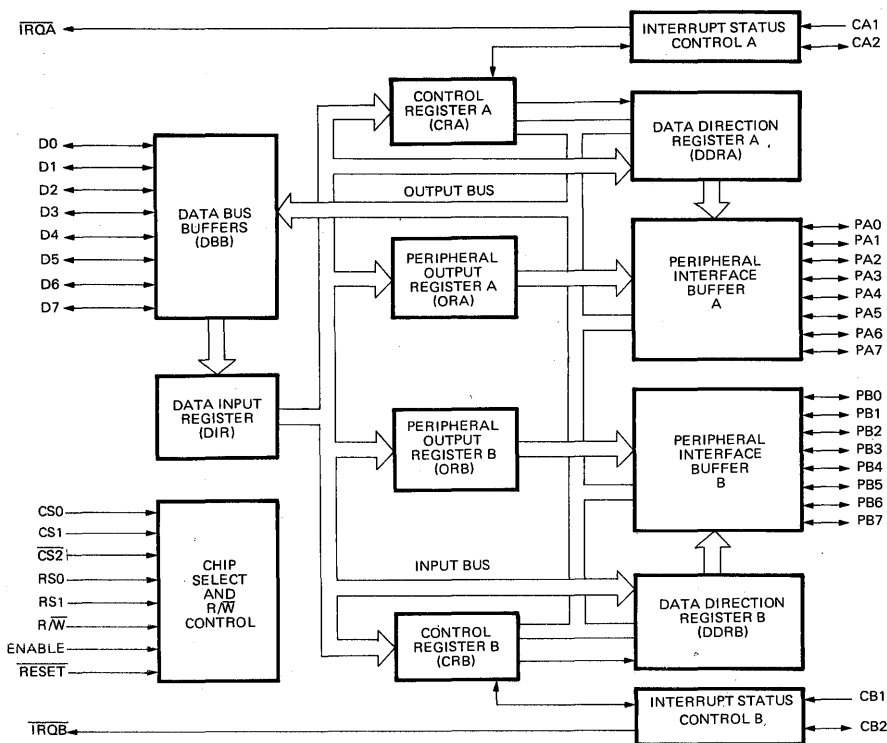 IRQA
INTERRUPT STATUS
CONTROL A
CA1
CA2
CONTROL
REGISTER A
(CRA)
DATA DIRECTION
REGISTER A
(DDRA)
D0
D1
D2
D3
D4
D5
D6
D7
DATA BUS
BUFFERS
(DBB)
OUTPUT BUS
PERIPHERAL
OUTPUT
REGISTER A
(ORA)
PERIPHERAL
INTERFACE
BUFFER
A
PA0
PA1
PA2
PA3
PA4
PA5
PA6
PA7
DATA INPUT
REGISTER
(DIR)
PERIPHERAL
OUTPUT
REGISTER B
(ORB)
PERIPHERAL
INTERFACE
BUFFER
B
PB0
PB1
PB2
PB3
PB4
PB5
PB6
PB7
CS0
CS1
CS2
RS0
RS1
R/W
ENABLE
RESET
CHIP
SELECT
AND
R/W
CONTROL
INPUT BUS
CONTROL
REGISTER B
(CRB)
DATA DIRECTION
REGISTER B
(DDRB)
INTERRUPT STATUS
CONTROL B
CB1
CB2
IRQB